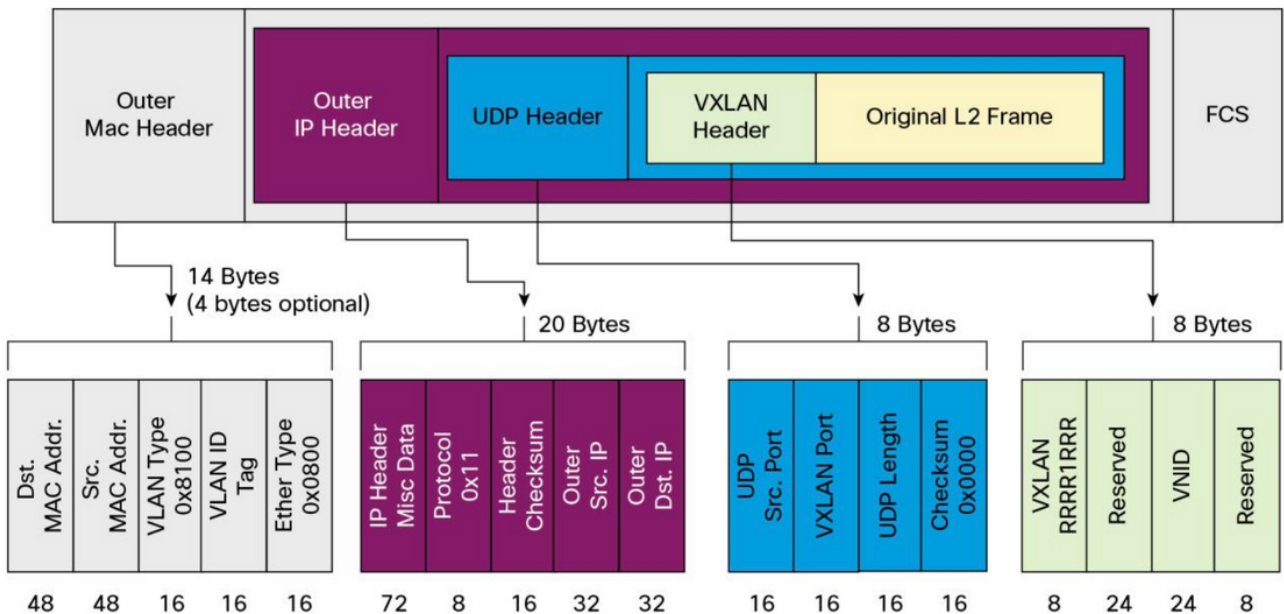 Outer
Mac Header
Outer
IP Header
UDP Header
VXLAN
Header
Original L2 Frame
FCS
14 Bytes
(4 bytes optional)
20 Bytes
8 Bytes
8 Bytes
Dst.
MAC Addr.
Src.
MAC Addr.
VLAN Type
0x8100
VLAN ID
Tag
Ether Type
0x0800
IP Header
Misc Data
Protocol
0x11
Header
Checksum
Outer
Src. IP
Outer
Dst. IP
UDP
Src. Port
VXLAN Port
UDP Length
Checksum
0x0000
VXLAN
RRRR1RRR
Reserved
VNID
Reserved
48 48 16 16 16 72 8 16 32 32 16 16 16 16 8 24 24 8